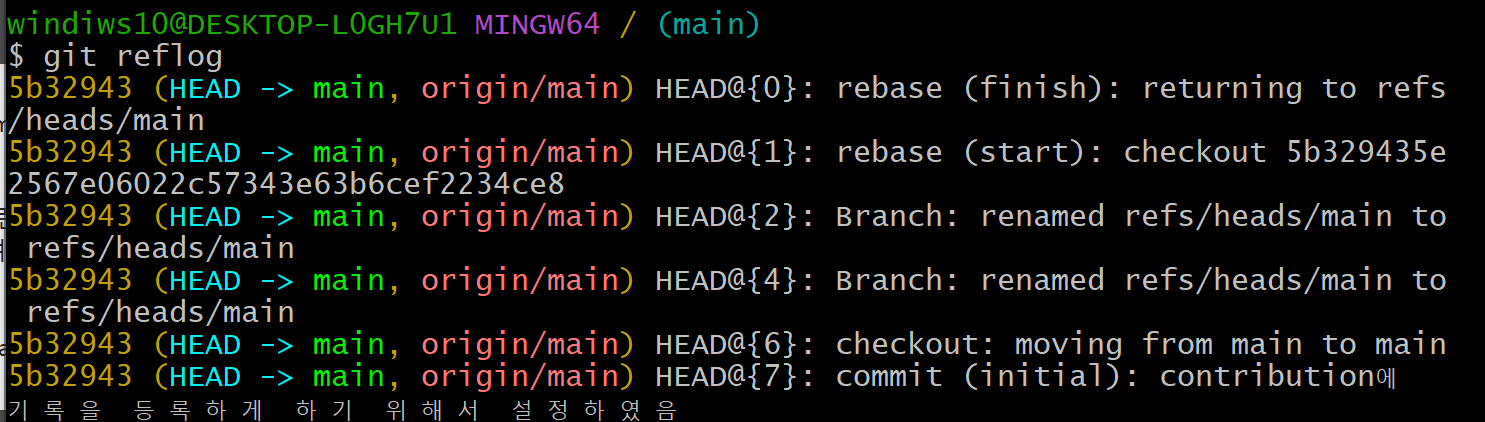 windiws10@DESKTOP-L0GH7U1 MINGW64 / (main)
$ git reflog
5b32943 (HEAD -> main, origin/main) HEAD@{0}: rebase (finish): returning to refs
/heads/main
5b32943 (HEAD -> main, origin/main) HEAD@{1}: rebase (start): checkout 5b329435e
2567e06022c57343e63b6cef2234ce8
5b32943 (HEAD -> main, origin/main) HEAD@{2}: Branch: renamed refs/heads/main to
 refs/heads/main
5b32943 (HEAD -> main, origin/main) HEAD@{4}: Branch: renamed refs/heads/main to
 refs/heads/main
5b32943 (HEAD -> main, origin/main) HEAD@{6}: checkout: moving from main to main
5b32943 (HEAD -> main, origin/main) HEAD@{7}: commit (initial): contribution에
기록을 등록하게 하기 위해서 설정하였음